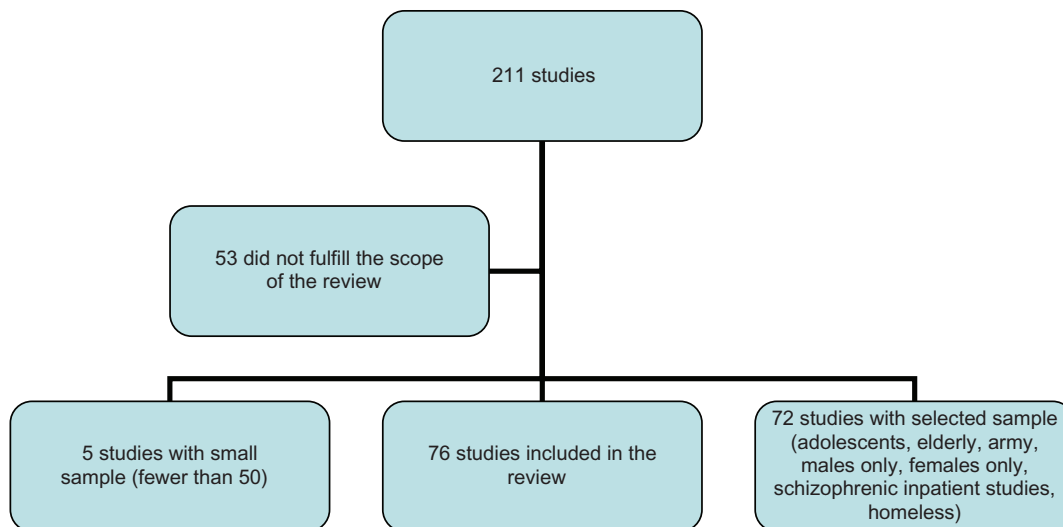 211 studies
53 did not fulfill the scope
of the review
5 studies with small
sample (fewer than 50)
76 studies included in the
review
72 studies with selected sample
(adolescents, elderly, army,
males only, females only,
schizophrenic inpatient studies,
homeless)